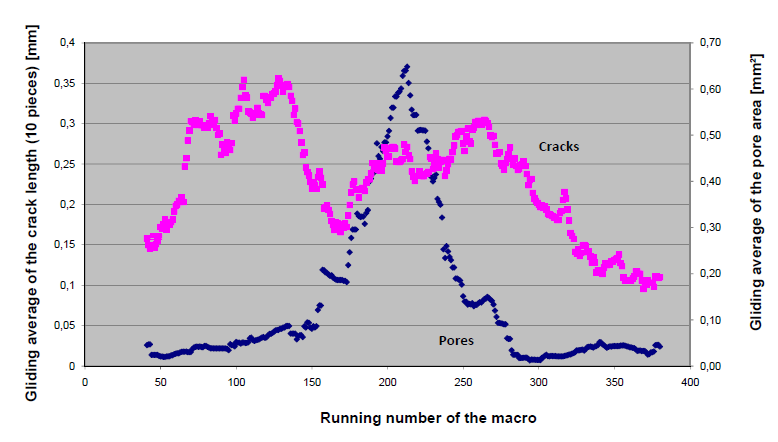 Gliding average of the crack length (10 pieces) [mm]
0,4
0,35
0,3
0,25
0,2
0,15
0,1
0,05
0
0,70
0,60
0,50
0,40
0,30
0,20
0,10
0,00
Gliding average of the pore area [mm²]
Cracks
Pores
0 50 100 150 200 250 300 350 400
Running number of the macro